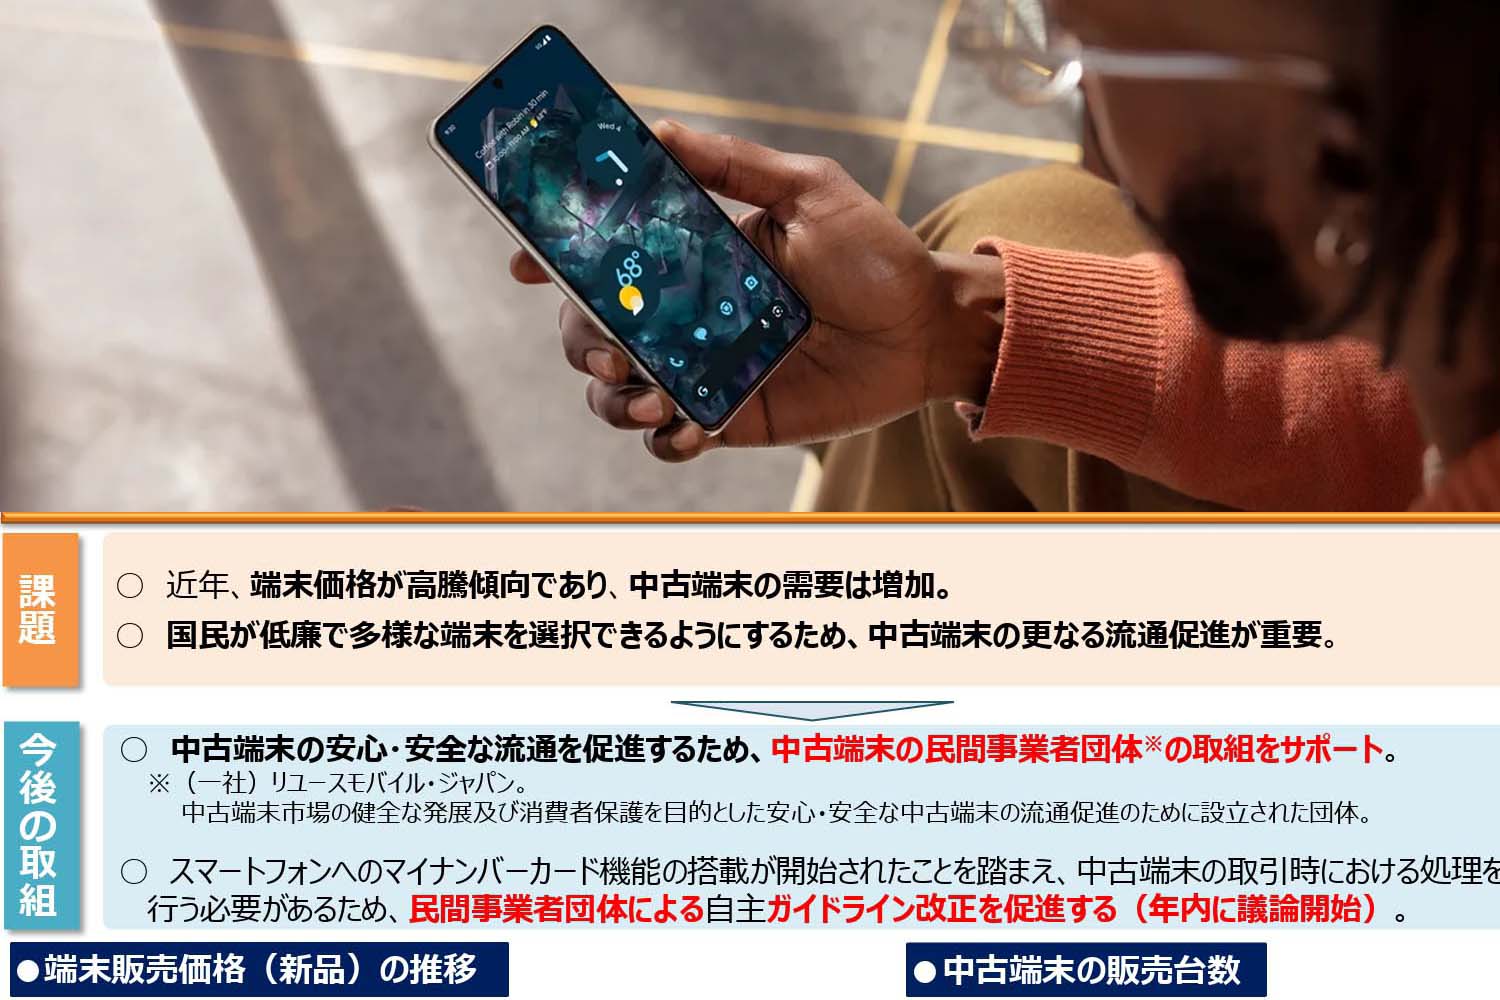 9:30
Coffee with Robin in 30 min
10:00–11:00 AM 68°F
Wed 4
68°
課題
○ 近年、端末価格が高騰傾向であり、中古端末の需要は増加。
○ 国民が低廉で多様な端末を選択できるようにするため、中古端末の更なる流通促進が重要。
今後の取組
○ 中古端末の安心・安全な流通を促進するため、中古端末の民間事業者団体※の取組をサポート。
※（一社）リユースモバイル・ジャパン。
中古端末市場の健全な発展及び消費者保護を目的とした安心・安全な中古端末の流通促進のために設立された団体。
○ スマートフォンへのマイナンバーカード機能の搭載が開始されたことを踏まえ、中古端末の取引時における処理を
行う必要があるため、民間事業者団体による自主ガイドライン改正を促進する（年内に議論開始）。
●端末販売価格（新品）の推移
●中古端末の販売台数